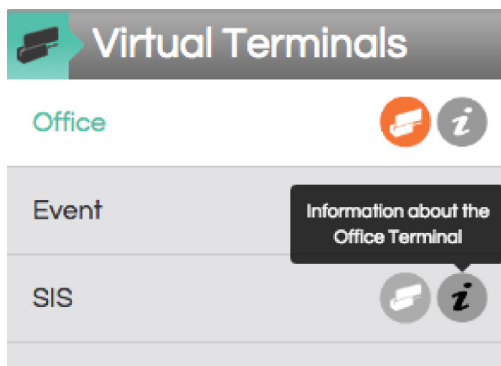 Virtual Terminals
Office
Event
Information about the
Office Terminal
SIS